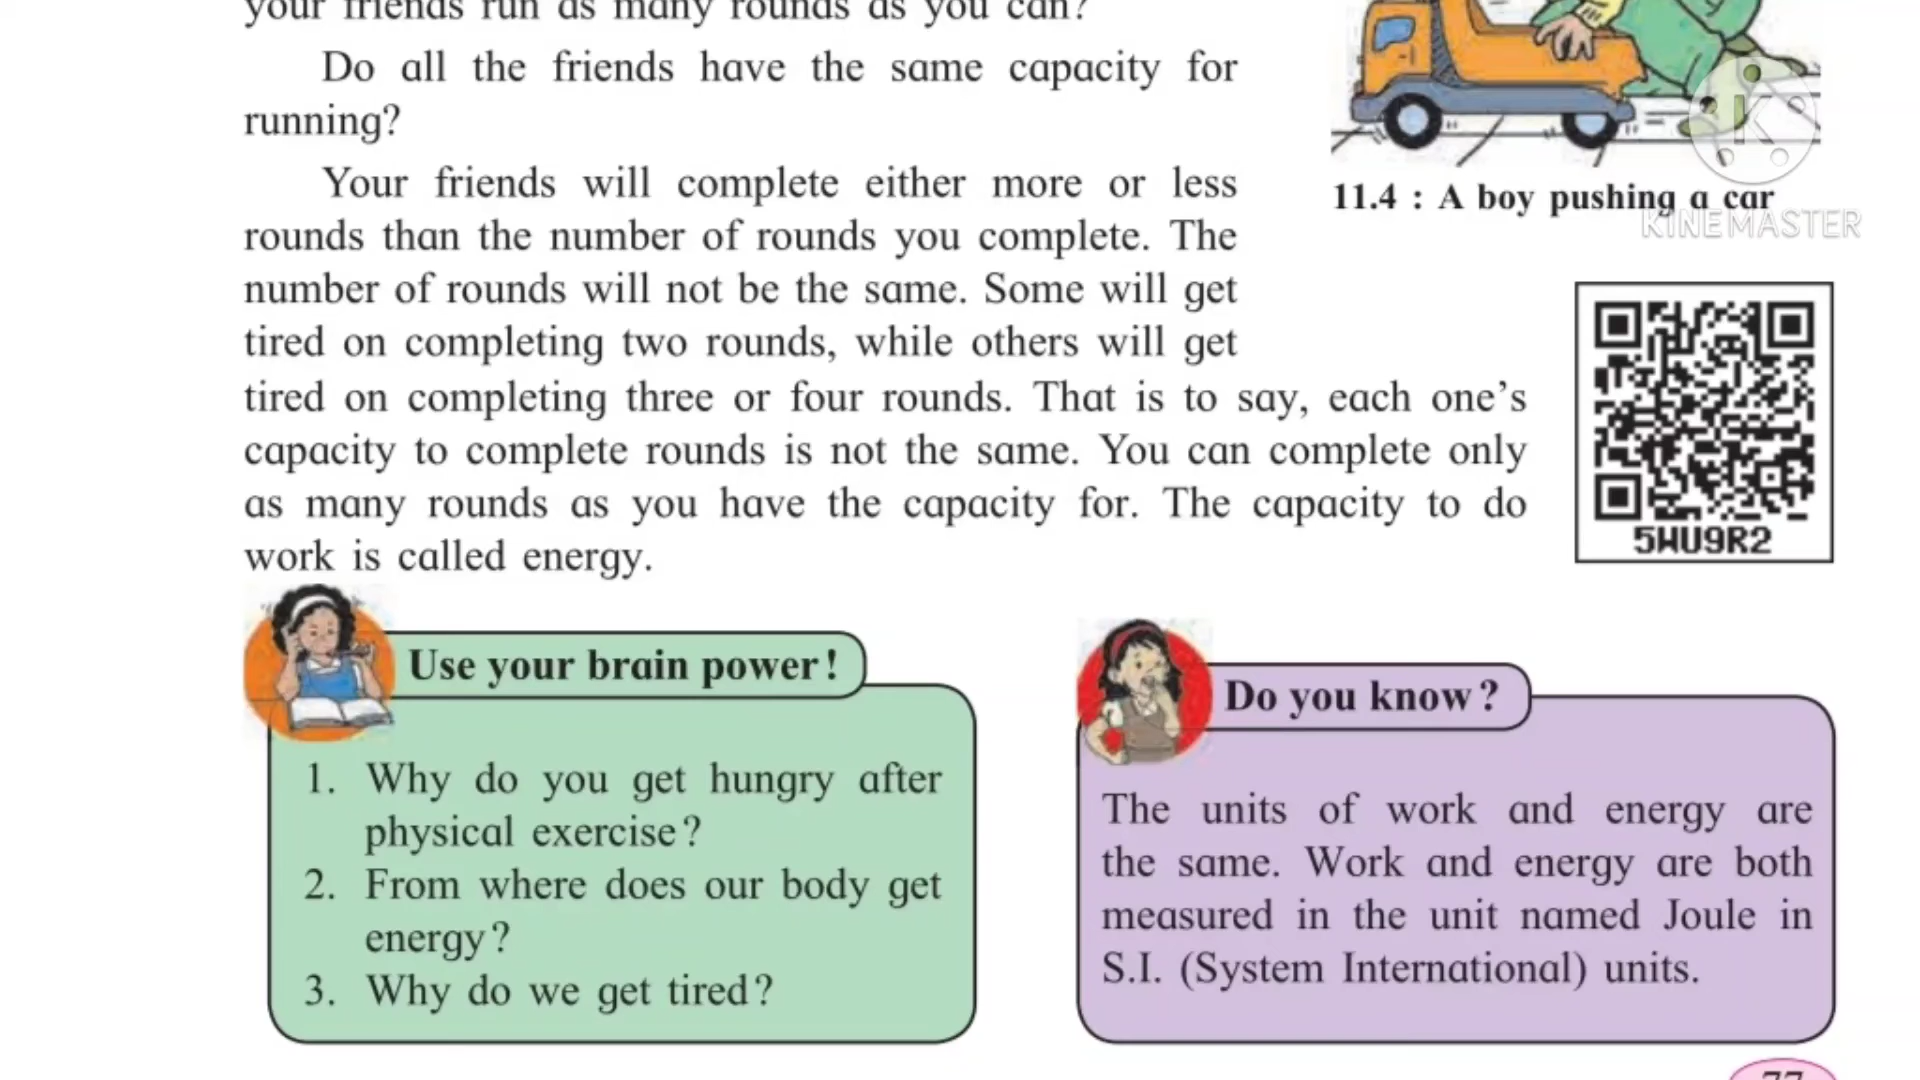 your friends run as many rounds as you can?
Do all the friends have the same capacity for
running?
Your friends will complete either more or less
rounds than the number of rounds you complete. The
number of rounds will not be the same. Some will get
tired on completing two rounds, while others will get
tired on completing three or four rounds. That is to say, each one's
capacity to complete rounds is not the same. You can complete only
as many rounds as you have the capacity for. The capacity to do
work is called energy.
11.4 : A boy pushing a car
K
KINEMASTER
5WU9R2
Use your brain power!
1. Why do you get hungry after
physical exercise?
2. From where does our body get
energy?
3. Why do we get tired?
Do you know?
The units of work and energy are
the same. Work and energy are both
measured in the unit named Joule in
S.I. (System International) units.
77